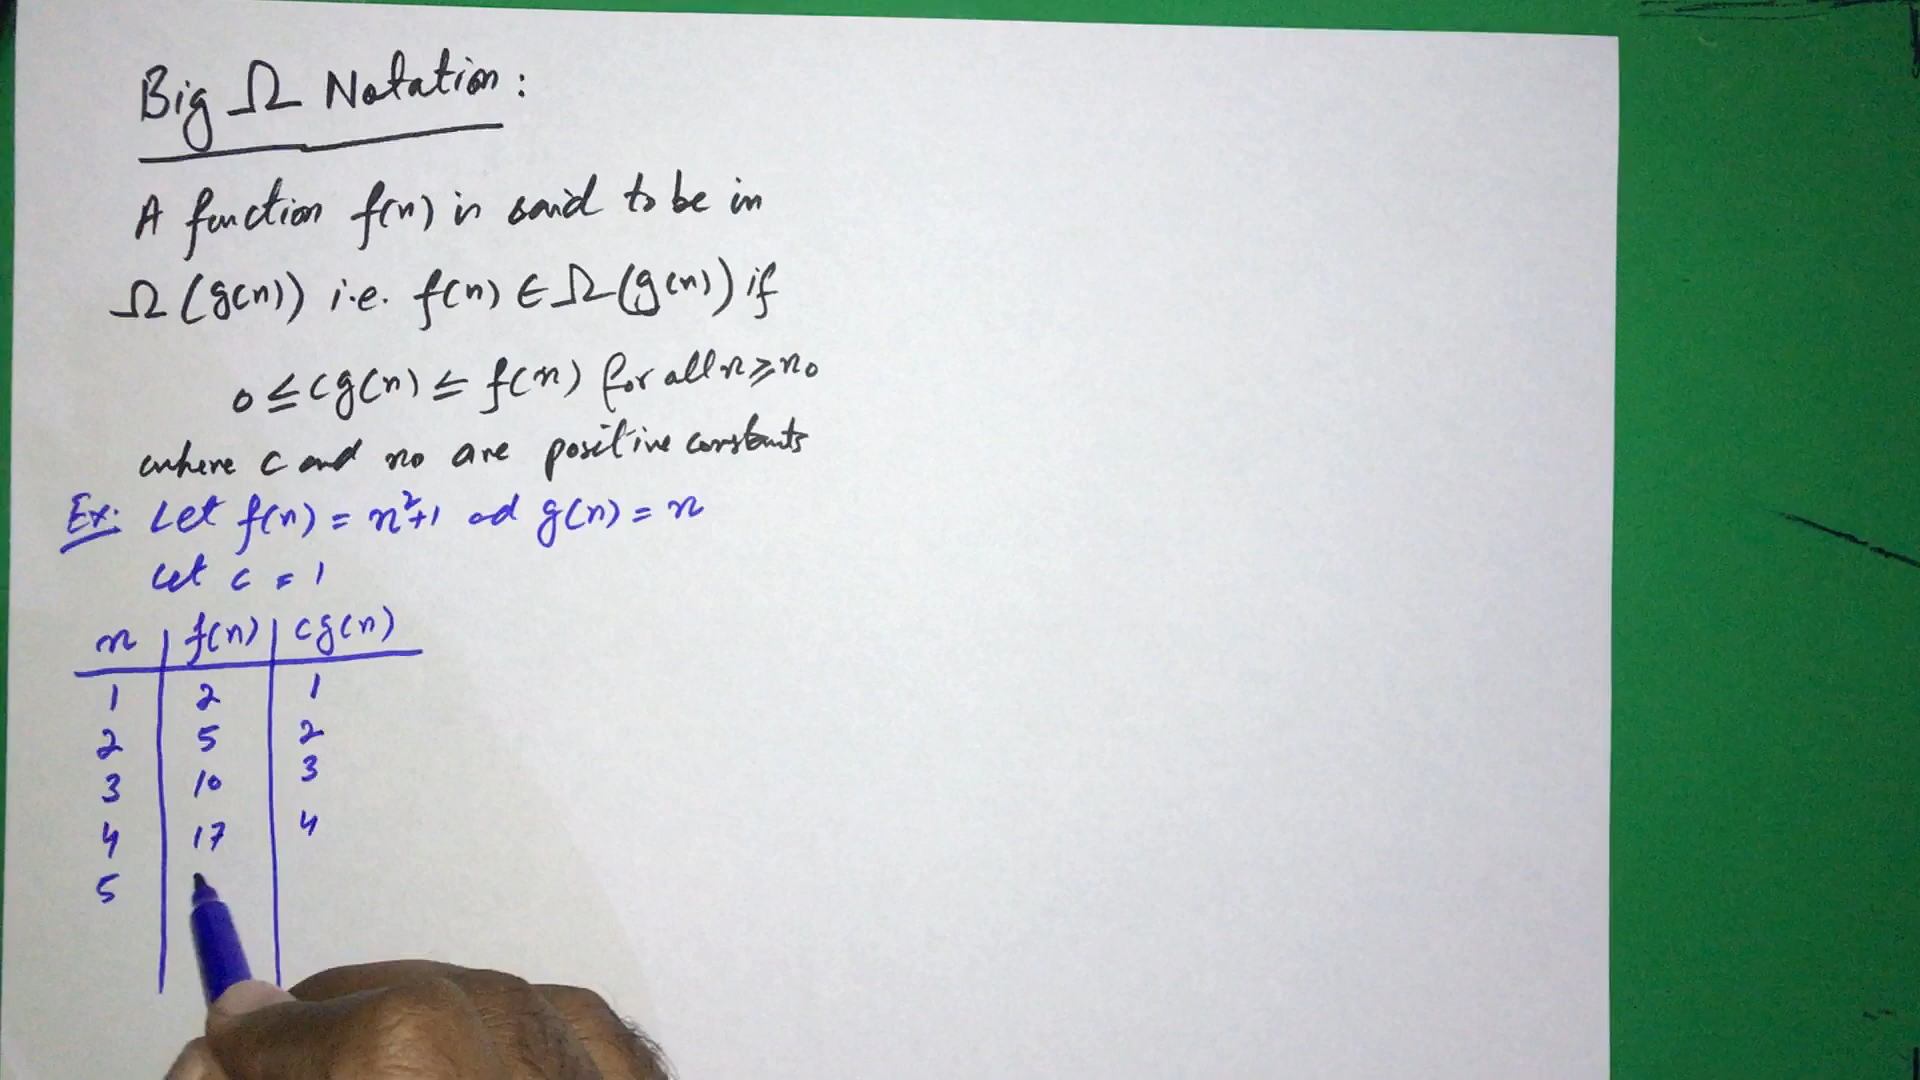 Big Ω Notation:
A function f(n) is said to be in
Ω(g(n)) i.e. f(n) ∈ Ω(g(n)) if
0 ≤ cg(n) ≤ f(n) for all n ≥ n0
where c and n0 are positive constants
Ex: Let f(n) = n²+1 ad g(n) = n
Let c = 1
n | f(n) | cg(n)
1 | 2 | 1
2 | 5 | 2
3 | 10 | 3
4 | 17 | 4
5